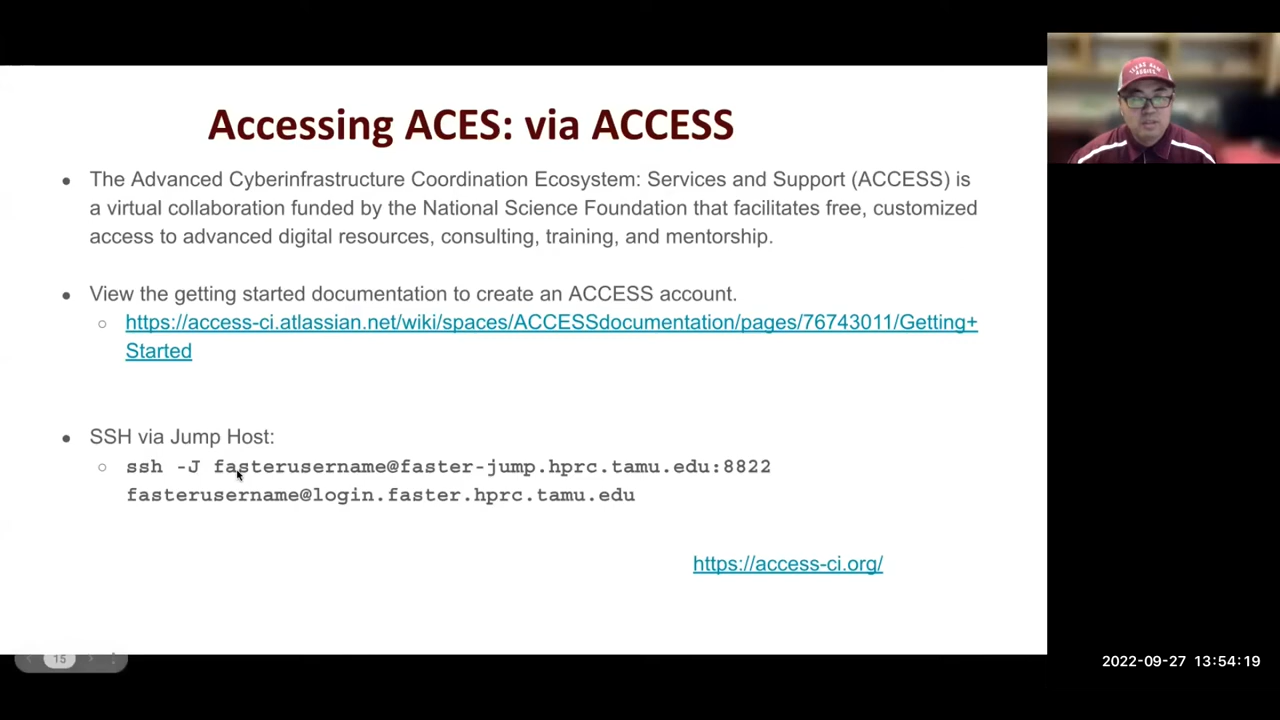 Accessing ACES: via ACCESS
The Advanced Cyberinfrastructure Coordination Ecosystem: Services and Support (ACCESS) is
a virtual collaboration funded by the National Science Foundation that facilitates free, customized
access to advanced digital resources, consulting, training, and mentorship.
View the getting started documentation to create an ACCESS account.
https://access-ci.atlassian.net/wiki/spaces/ACCESSdocumentation/pages/76743011/Getting+
Started
SSH via Jump Host:
ssh -J fasterusername@faster-jump.hprc.tamu.edu:8822
fasterusername@login.faster.hprc.tamu.edu
https://access-ci.org/
15
TEXAS A&M
AGGIES
2022-09-27 13:54:19